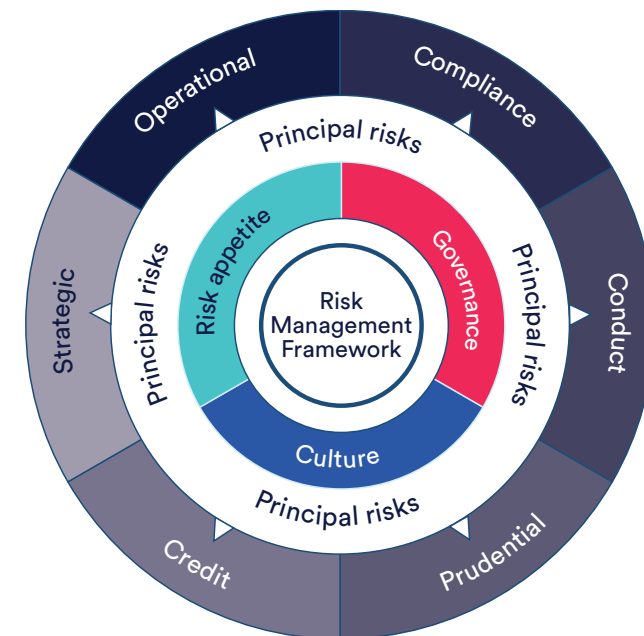 Operational
Compliance
Principal risks
Risk appetite
Governance
Strategic
Principal risks
Risk
Management
Framework
Principal risks
Conduct
Culture
Principal risks
Credit
Prudential